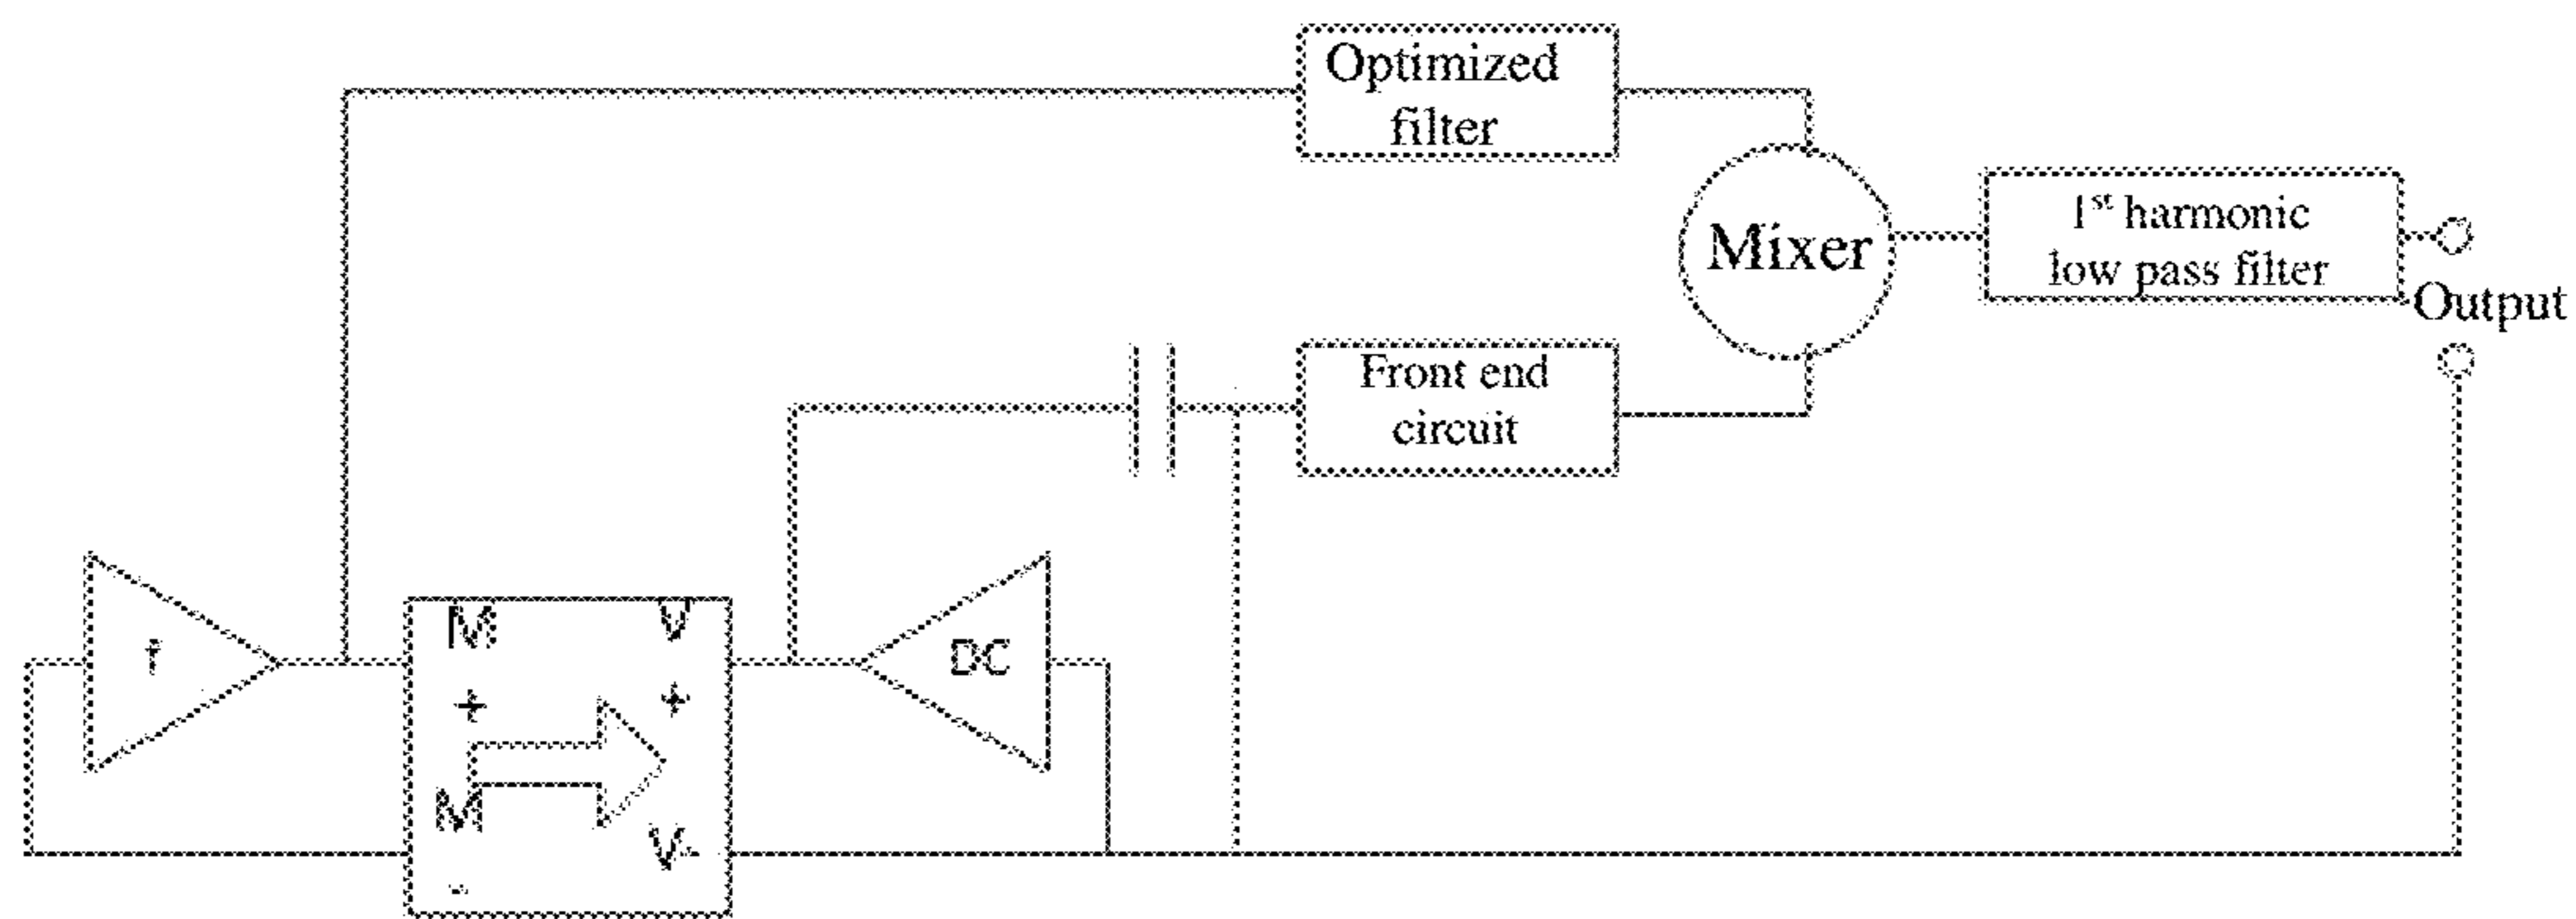 Optimized
filter
Mixer
1st harmonic
low pass filter
Output
Front end
circuit
f
M
+
M
-
V
+
V-
DC